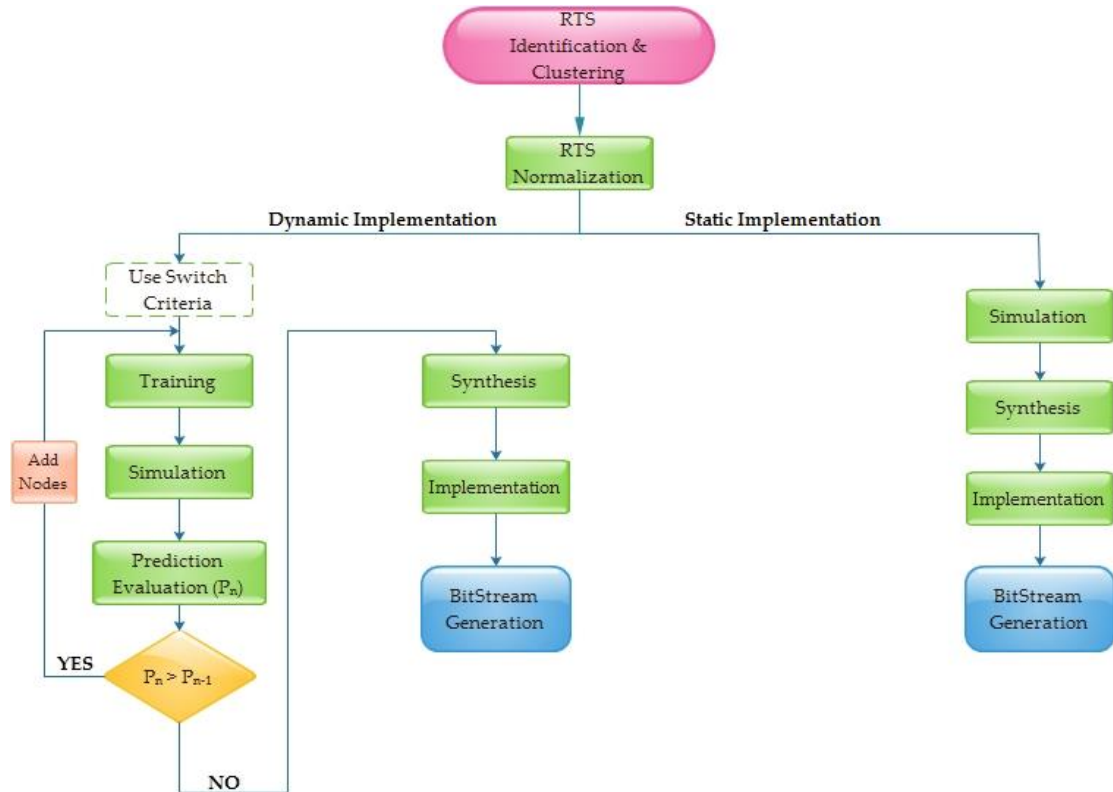 RTS
Identification &
Clustering
RTS
Normalization
Dynamic Implementation
Static Implementation
Use Switch
Criteria
Training
Simulation
Prediction
Evaluation (Pₙ)
Pₙ > Pₙ₋₁
YES
Add
Nodes
NO
Synthesis
Implementation
BitStream
Generation
Simulation
Synthesis
Implementation
BitStream
Generation